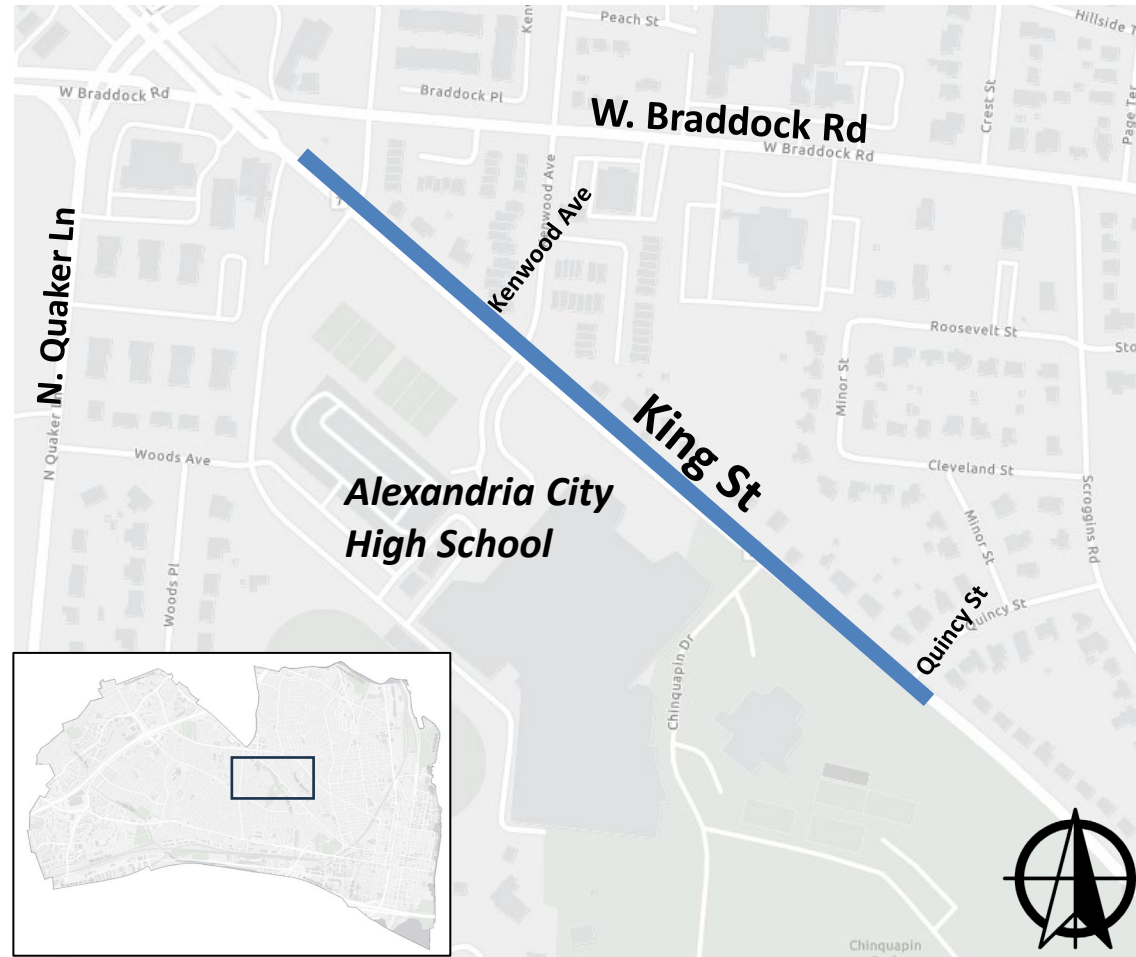 Peach St
Hillside
W Braddock Rd
Braddock Pl
Crest St
Page Ter
W. Braddock Rd
W Braddock Rd
Kenwood Ave
N. Quaker Ln
Roosevelt St
Minor St
King St
N Quaker
Woods Ave
Cleveland St
Alexandria City
High School
Scroggins Rd
Minor St
Woods Pl
Quincy St
Quincy St
Chinquapin Dr
Chinquapin